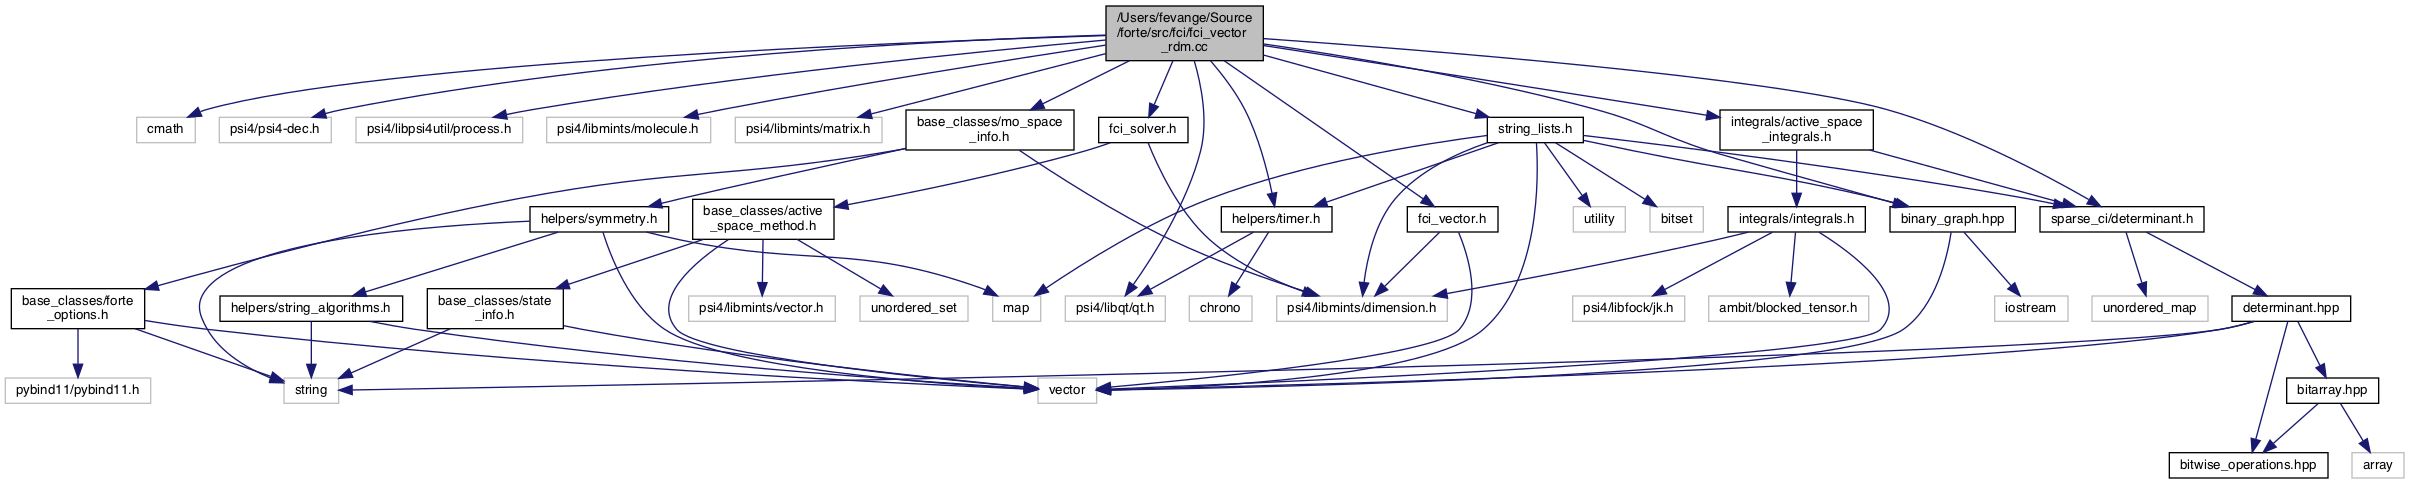 /Users/fevange/Source
/forte/src/fci/fci_vector
_rdm.cc
cmath
psi4/psi4-dec.h
psi4/libpsi4util/process.h
psi4/libmints/molecule.h
psi4/libmints/matrix.h
base_classes/mo_space
_info.h
fci_solver.h
string_lists.h
integrals/active_space
_integrals.h
helpers/symmetry.h
base_classes/active
_space_method.h
helpers/timer.h
fci_vector.h
utility
bitset
integrals/integrals.h
binary_graph.hpp
sparse_ci/determinant.h
base_classes/forte
_options.h
helpers/string_algorithms.h
base_classes/state
_info.h
psi4/libmints/vector.h
unordered_set
map
psi4/libqt/qt.h
chrono
psi4/libmints/dimension.h
psi4/libfock/jk.h
ambit/blocked_tensor.h
iostream
unordered_map
determinant.hpp
pybind11/pybind11.h
string
vector
bitarray.hpp
bitwise_operations.hpp
array